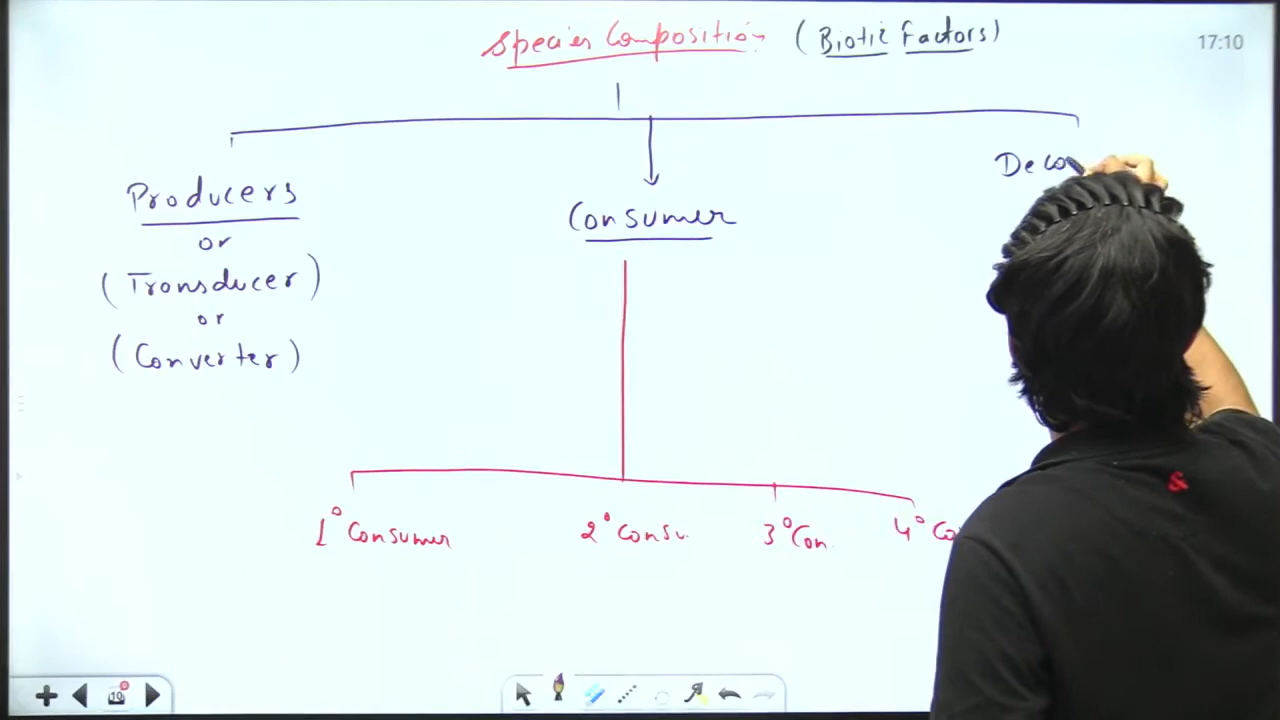 Species Composition (Biotic Factors)
17:10
Producers
or
(Transducer)
or
(Converter)
Consumer
Deco
1° Consumer
2° Consu.
3° Con.
4° Co
10